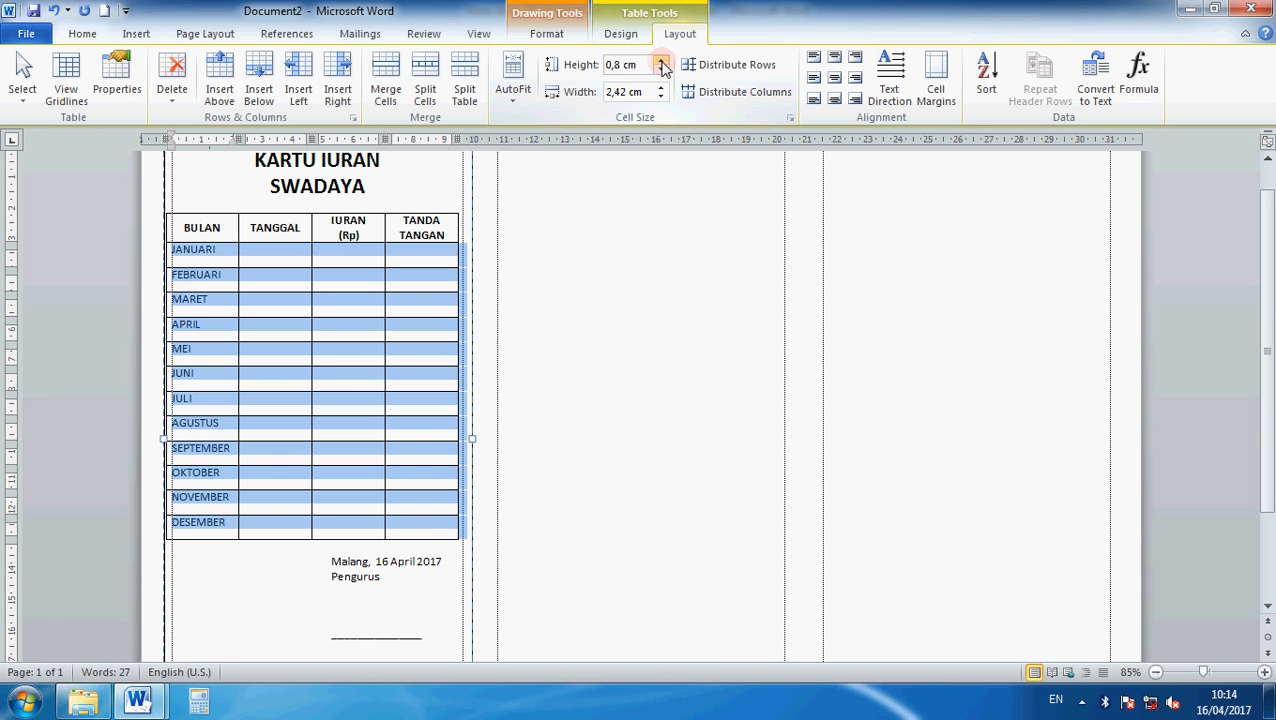 Document2 - Microsoft Word
Drawing Tools
Table Tools
File
Home
Insert
Page Layout
References
Mailings
Review
View
Format
Design
Layout
Select
View
Gridlines
Properties
Table
Delete
Insert
Above
Insert
Below
Insert
Left
Insert
Right
Rows & Columns
Merge
Cells
Split
Cells
Split
Table
Merge
AutoFit
Height:
0,8 cm
Distribute Rows
Width:
2,42 cm
Distribute Columns
Cell Size
Text
Direction
Cell
Margins
Alignment
Sort
Repeat
Header Rows
Convert
to Text
Formula
Data
KARTU IURAN
SWADAYA
BULAN
TANGGAL
IURAN
(Rp)
TANDA
TANGAN
JANUARI
FEBRUARI
MARET
APRIL
MEI
JUNI
JULI
AGUSTUS
SEPTEMBER
OKTOBER
NOVEMBER
DESEMBER
Malang, 16 April 2017
Pengurus
Page: 1 of 1
Words: 27
English (U.S.)
85%
EN
10:14
16/04/2017